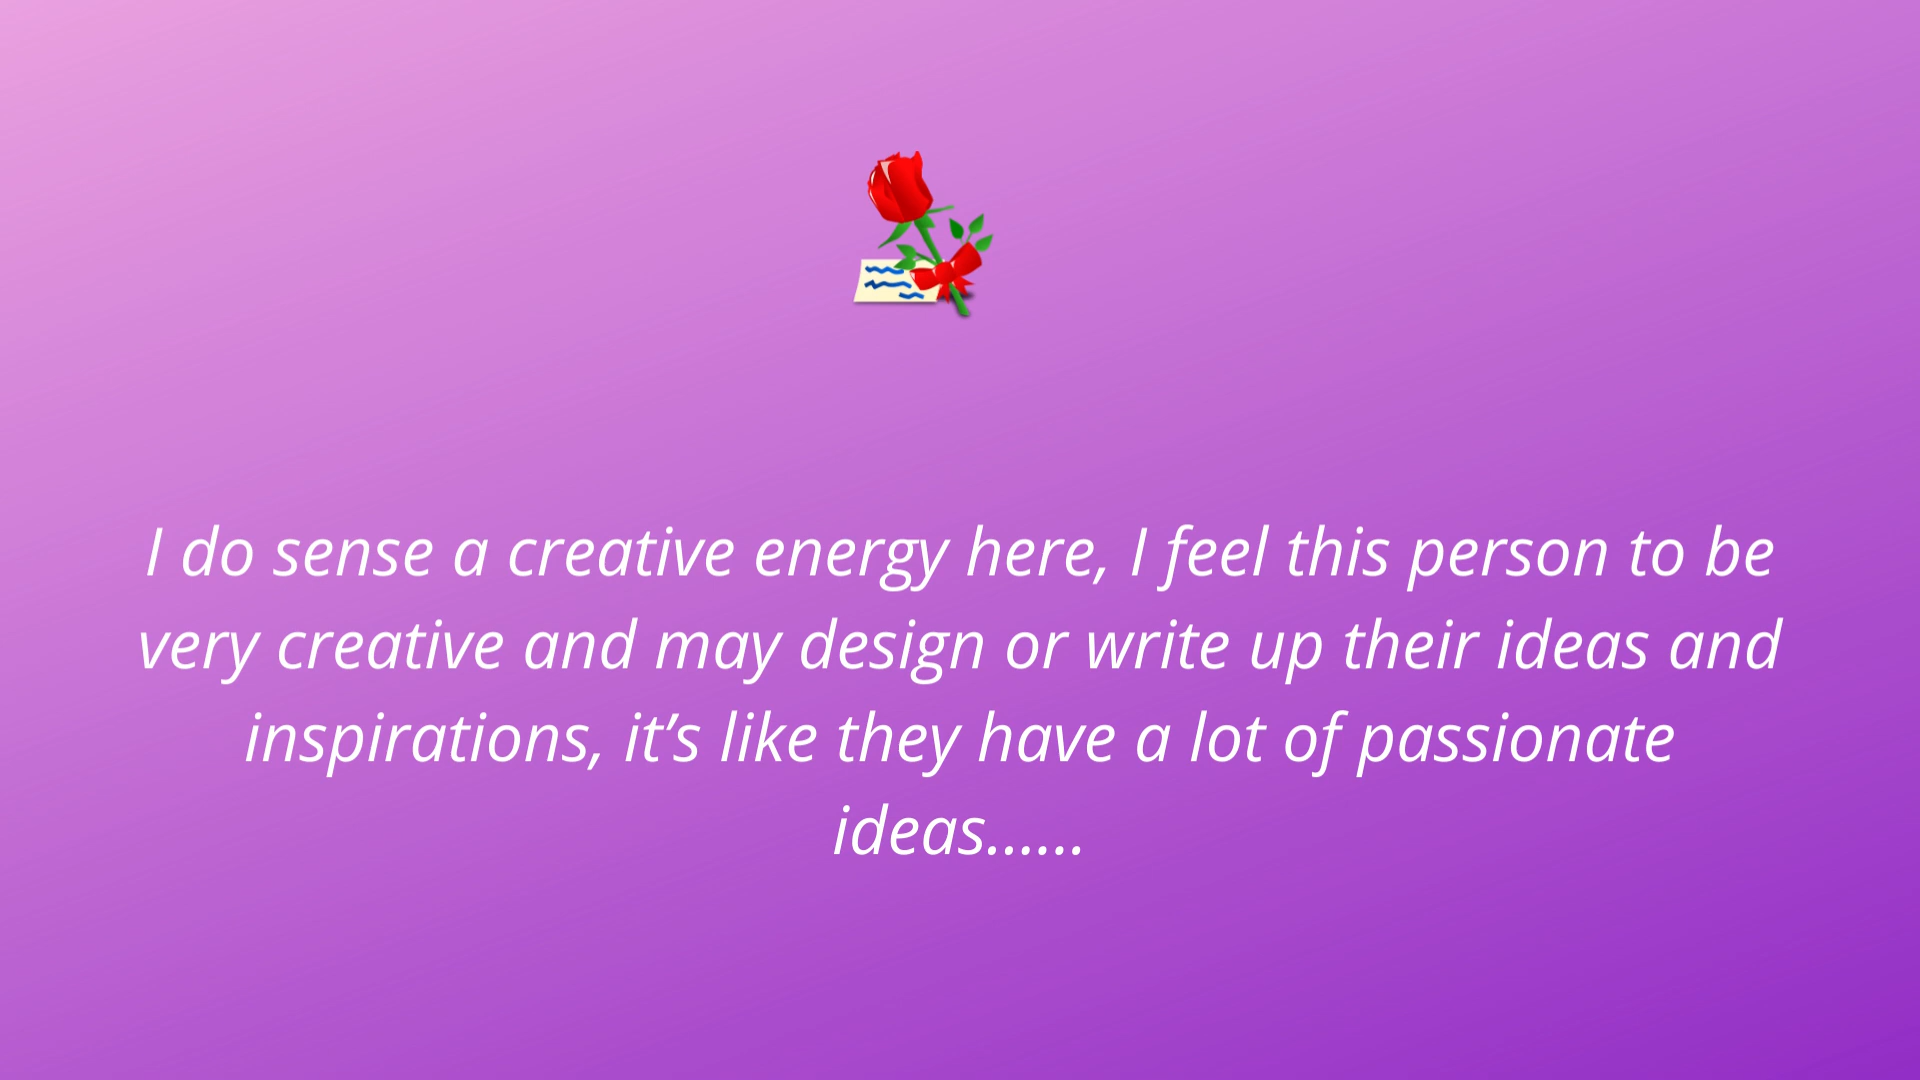 I do sense a creative energy here, I feel this person to be
very creative and may design or write up their ideas and
inspirations, it’s like they have a lot of passionate
ideas......